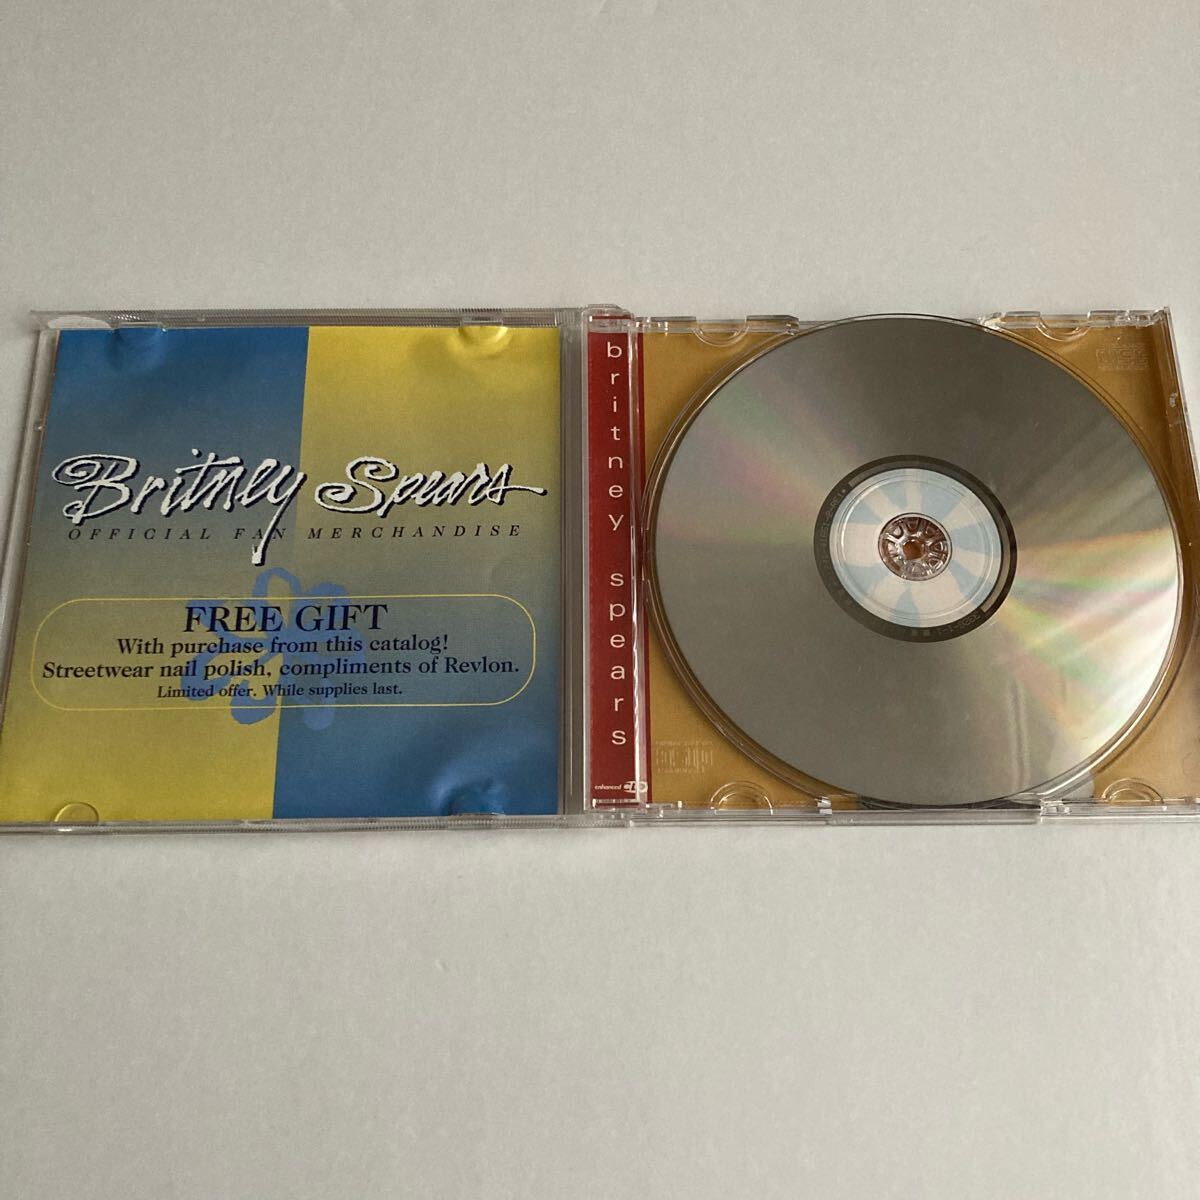 Britney Spears
OFFICIAL FAN MERCHANDISE
FREE GIFT
With purchase from this catalog!
Streetwear nail polish, compliments of Revlon.
Limited offer. While supplies last.
britney spears
enhanced CD